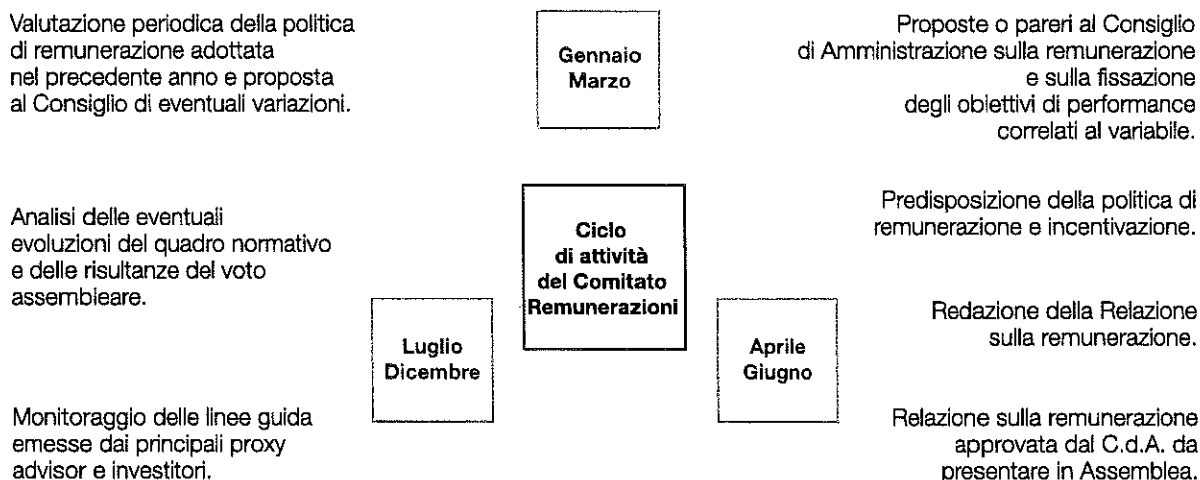 Valutazione periodica della politica
di remunerazione adottata
nel precedente anno e proposta
al Consiglio di eventuali variazioni.
Gennaio
Marzo
Proposte o pareri al Consiglio
di Amministrazione sulla remunerazione
e sulla fissazione
degli obiettivi di performance
correlati al variabile.
Analisi delle eventuali
evoluzioni del quadro normativo
e delle risultanze del voto
assembleare.
Ciclo
di attività
del Comitato
Remunerazioni
Predisposizione della politica di
remunerazione e incentivazione.
Luglio
Dicembre
Aprile
Giugno
Redazione della Relazione
sulla remunerazione.
Monitoraggio delle linee guida
emesse dai principali proxy
advisor e investitori.
Relazione sulla remunerazione
approvata dal C.d.A. da
presentare in Assemblea.